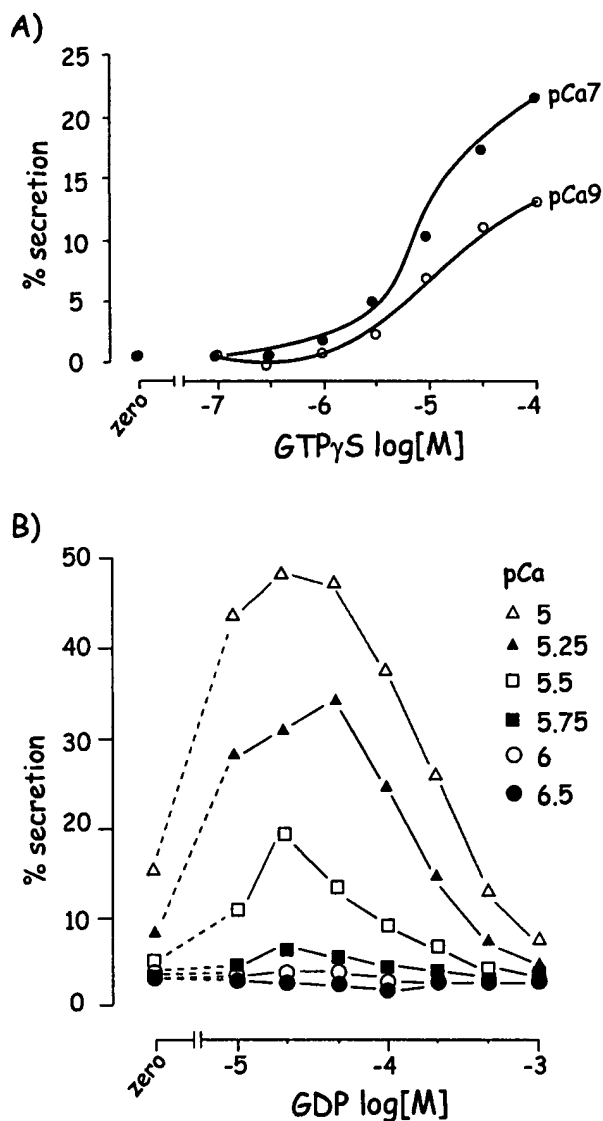 A)
25
20
15
10
5
0
% secretion
pCa7
pCa9
zero
-7
-6
-5
-4
GTPγS log[M]
B)
50
40
30
20
10
0
% secretion
pCa
5
5.25
5.5
5.75
6
6.5
zero
-5
-4
-3
GDP log[M]